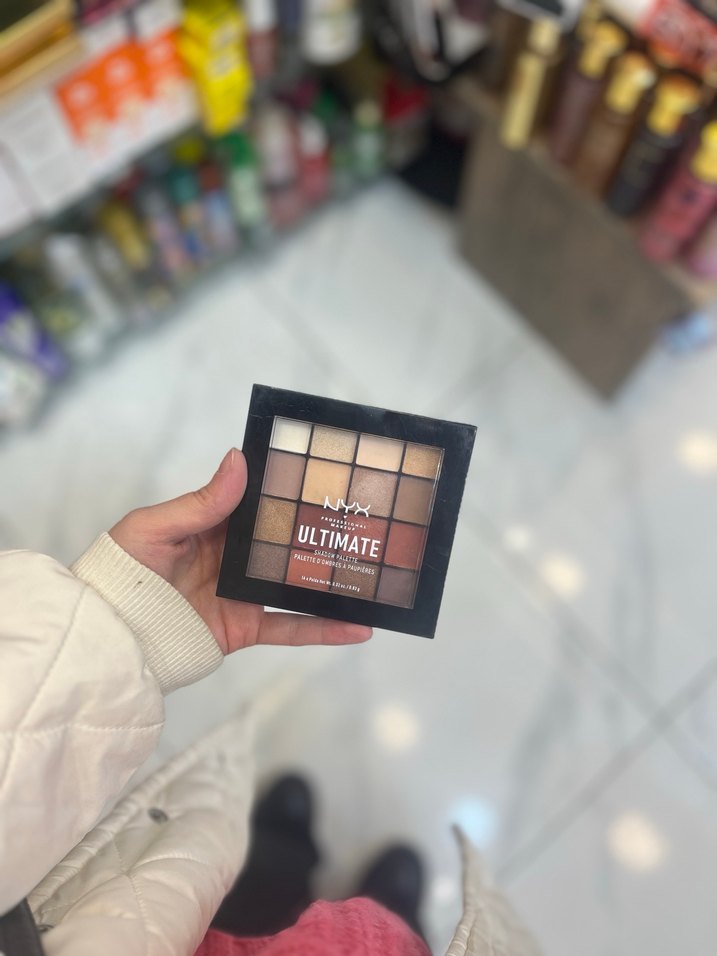 NYX
PROFESSIONAL
MAKEUP
ULTIMATE
SHADOW PALETTE
PALETTE D'OMBRES À PAUPIÈRES